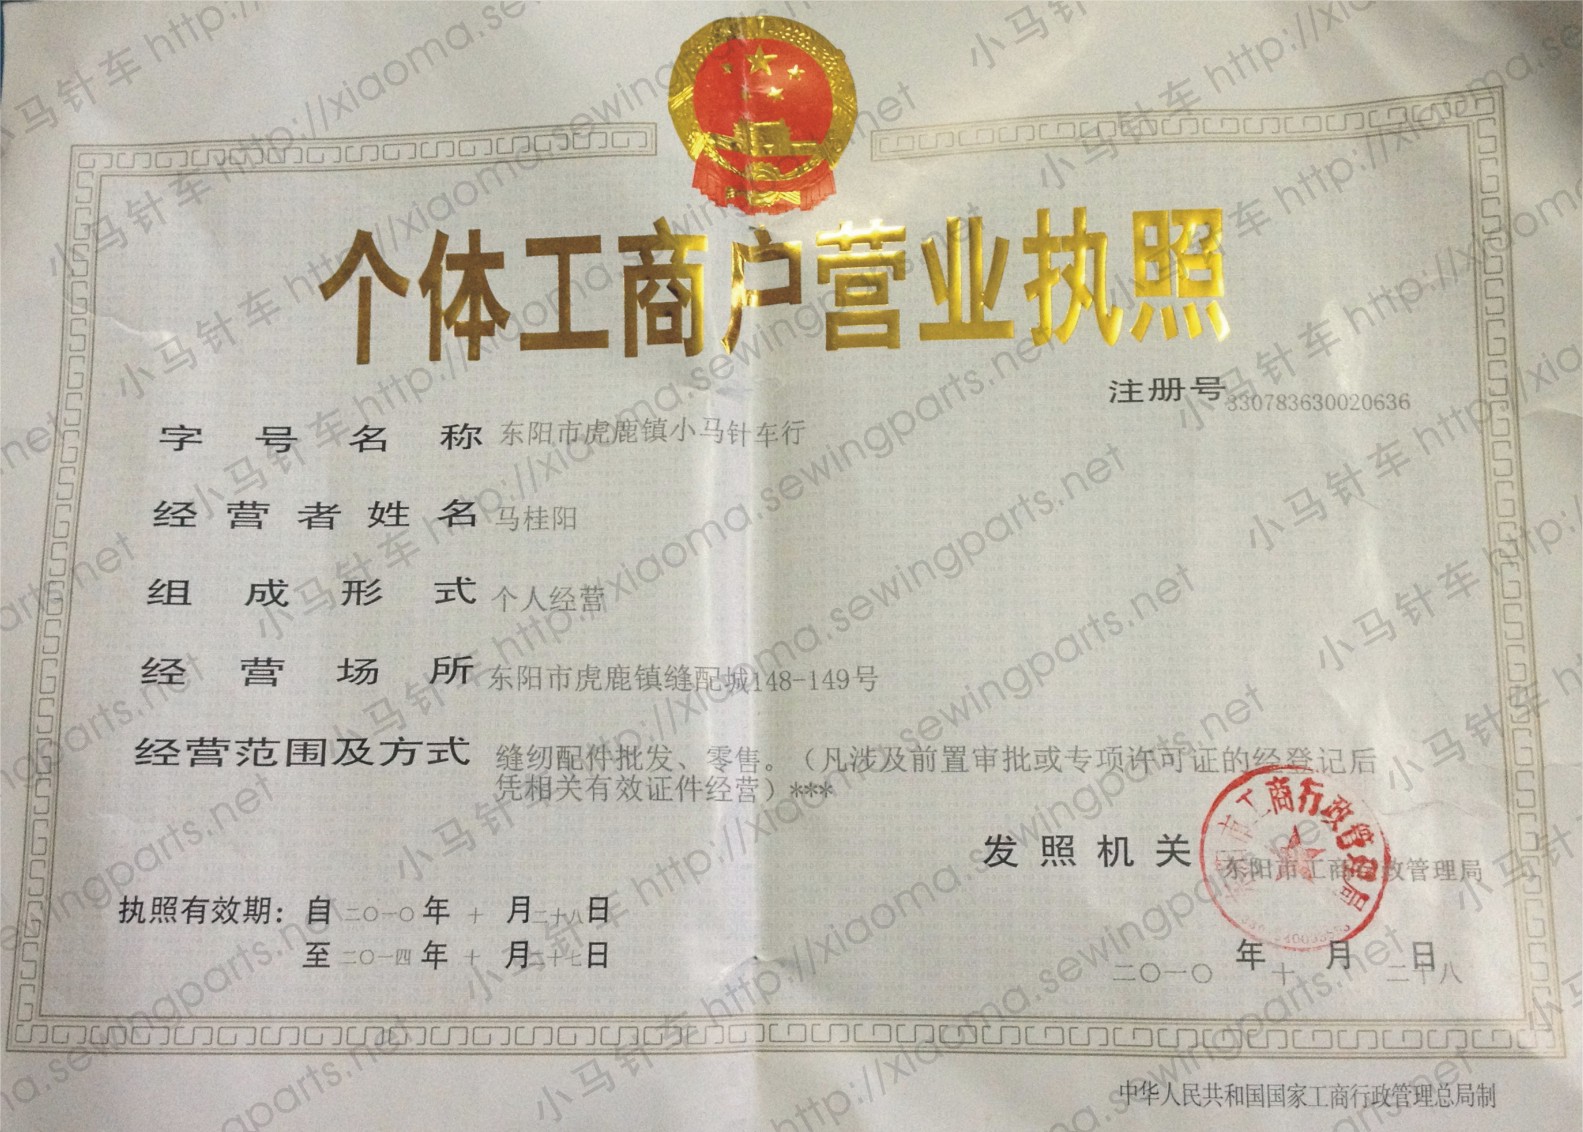 个体工商户营业执照
注册号 330783630020636
字号名称 东阳市虎鹿镇小马针车行
经营者姓名 马桂阳
组成形式 个人经营
经营场所 东阳市虎鹿镇缝配城148-149号
经营范围及方式 缝纫配件批发、零售。（凡涉及前置审批或专项许可证的经登记后
凭相关有效证件经营）***
发照机关 东阳市工商行政管理局
执照有效期：自二〇一〇年十月二十八日
至二〇一四年十月二十七日
二〇一〇年十月二十八日
中华人民共和国国家工商行政管理总局制
小马针车 http://xiaoma.sewingparts.net